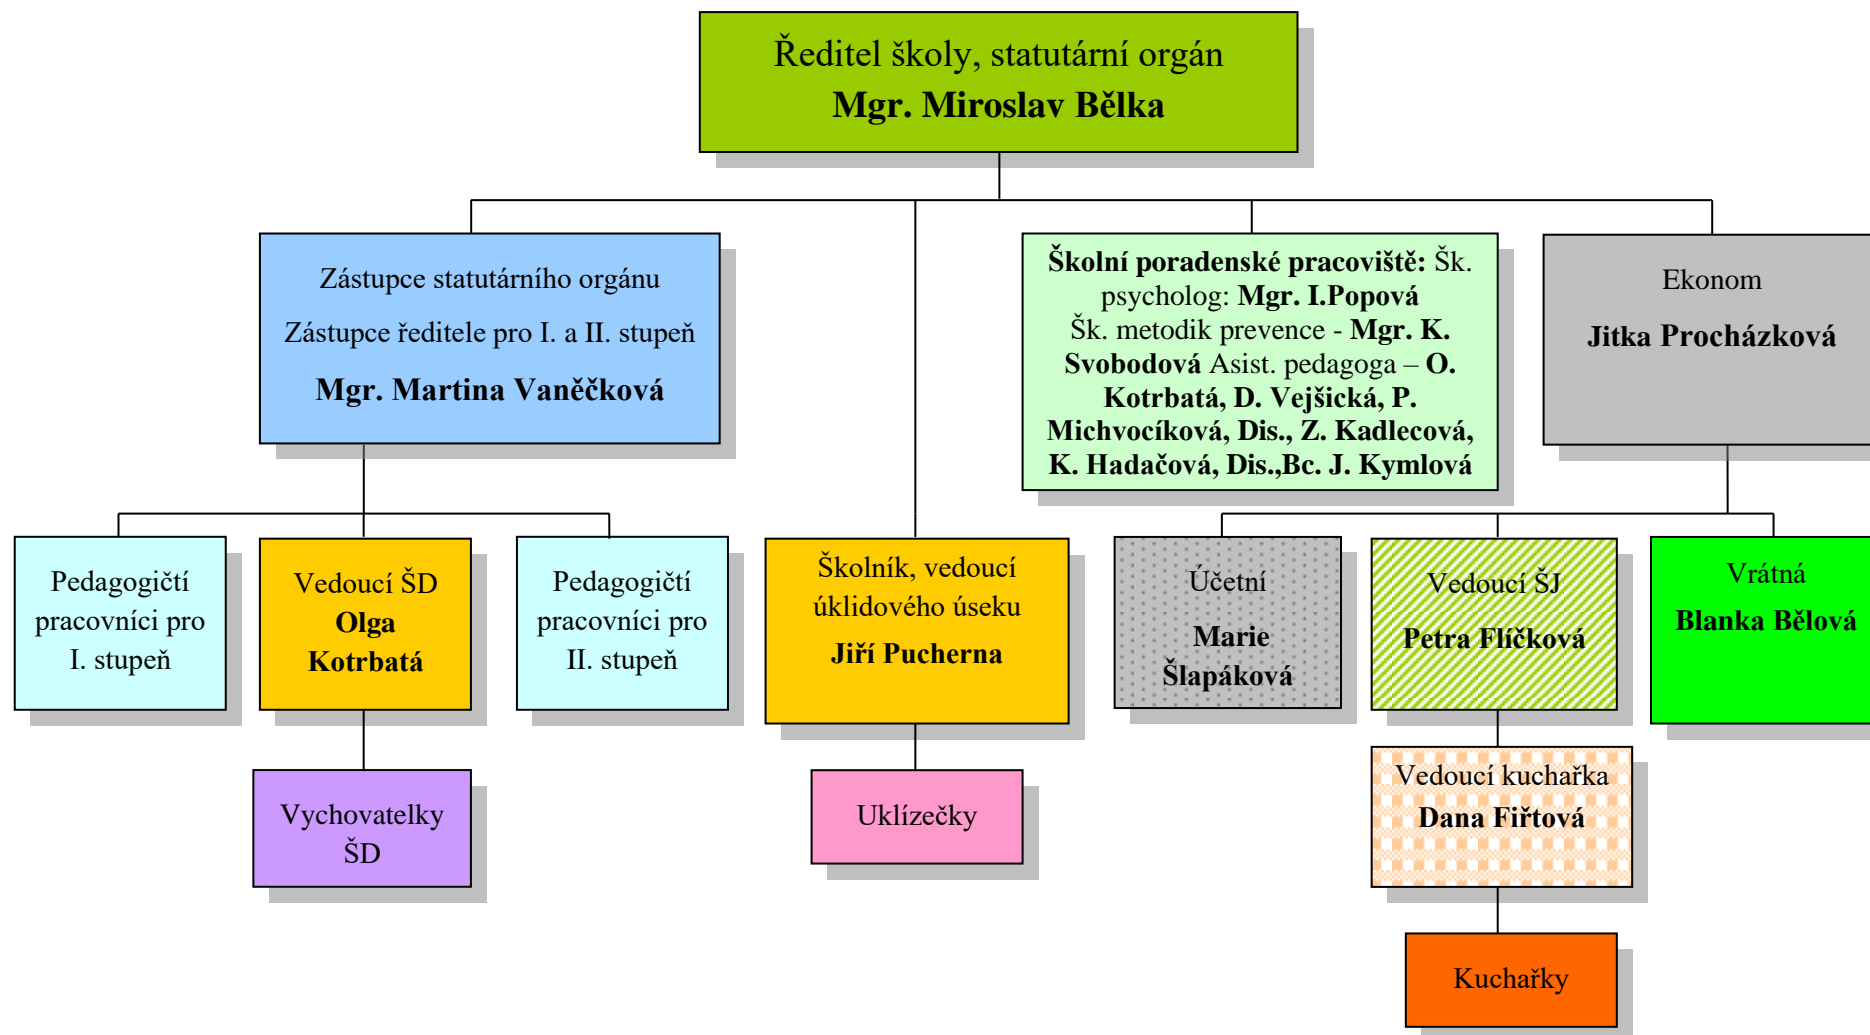 Ředitel školy, statutární orgán
Mgr. Miroslav Bělka
Zástupce statutárního orgánu
Zástupce ředitele pro I. a II. stupeň
Mgr. Martina Vaněčková
Školní poradenské pracoviště: Šk.
psycholog: Mgr. I.Popová
Šk. metodik prevence - Mgr. K.
Svobodová Asist. pedagoga – O.
Kotrbatá, D. Vejšická, P.
Michvocíková, Dis., Z. Kadlecová,
K. Hadačová, Dis.,Bc. J. Kymlová
Ekonom
Jitka Procházková
Pedagogičtí
pracovníci pro
I. stupeň
Vedoucí ŠD
Olga
Kotrbatá
Pedagogičtí
pracovníci pro
II. stupeň
Školník, vedoucí
úklidového úseku
Jiří Pucherna
Účetní
Marie
Šlapáková
Vedoucí ŠJ
Petra Flíčková
Vrátná
Blanka Bělová
Vychovatelky
ŠD
Uklízečky
Vedoucí kuchařka
Dana Fiřtová
Kuchařky